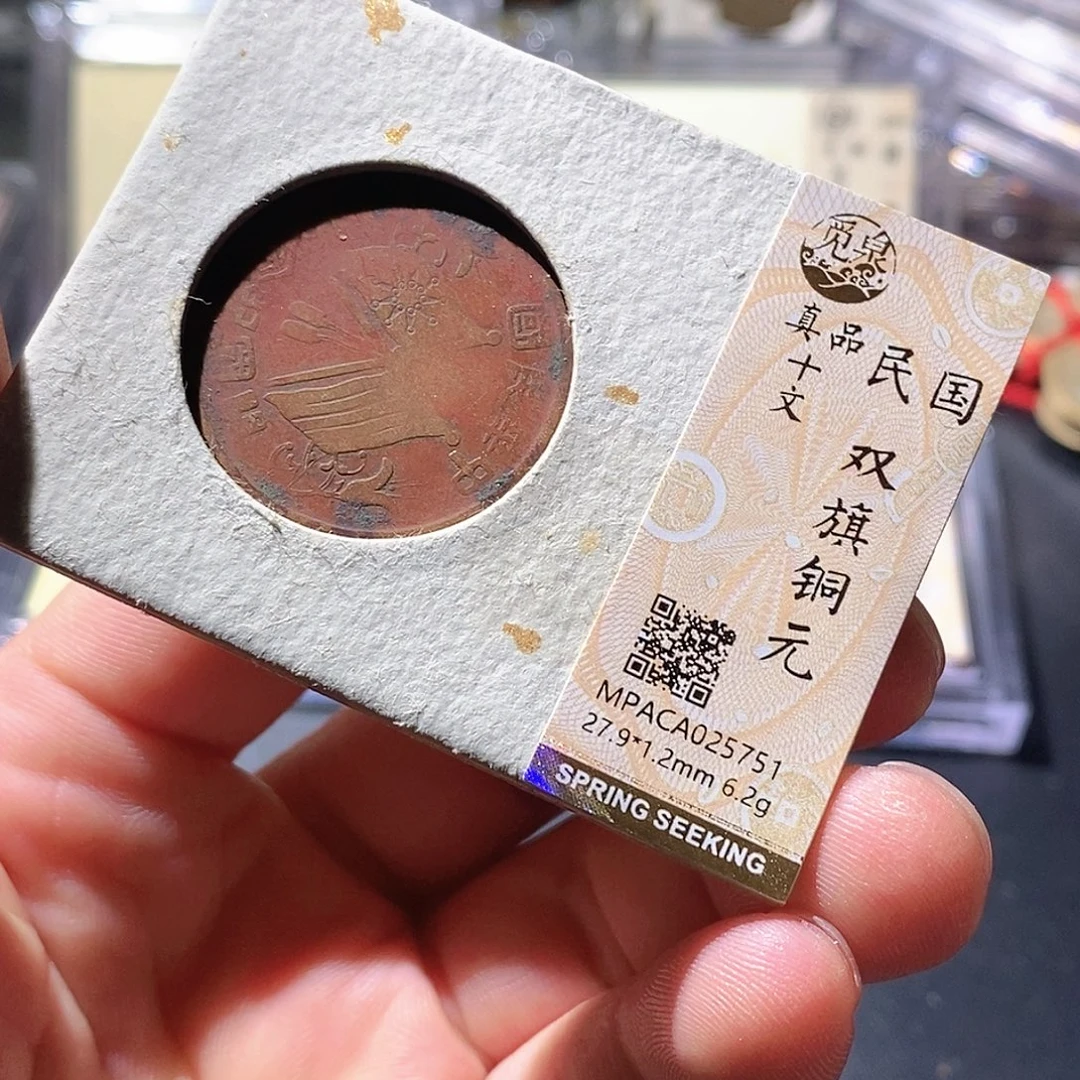 觅泉
民国
双旗铜元
真品
十文
MPACA025751
27.9*1.2mm 6.2g
SPRING SEEKING